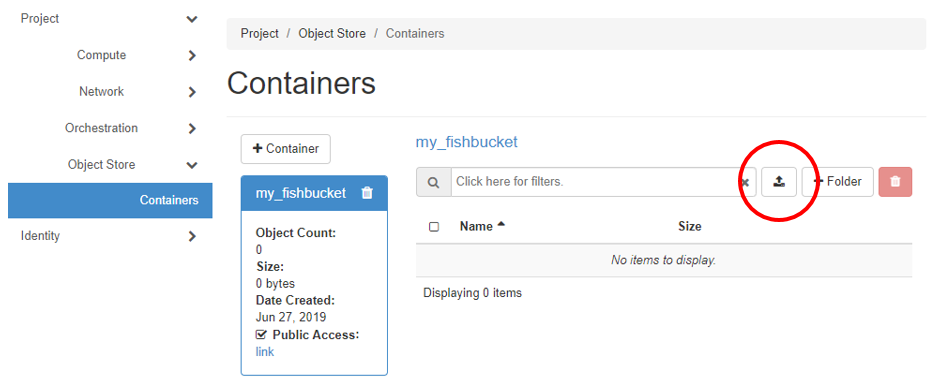 Project
Compute
Network
Orchestration
Object Store
Containers
Identity
Project / Object Store / Containers
Containers
+ Container
my_fishbucket
Object Count:
0
Size:
0 bytes
Date Created:
Jun 27, 2019
Public Access:
link
my_fishbucket
Click here for filters.
+ Folder
Name
Size
No items to display.
Displaying 0 items